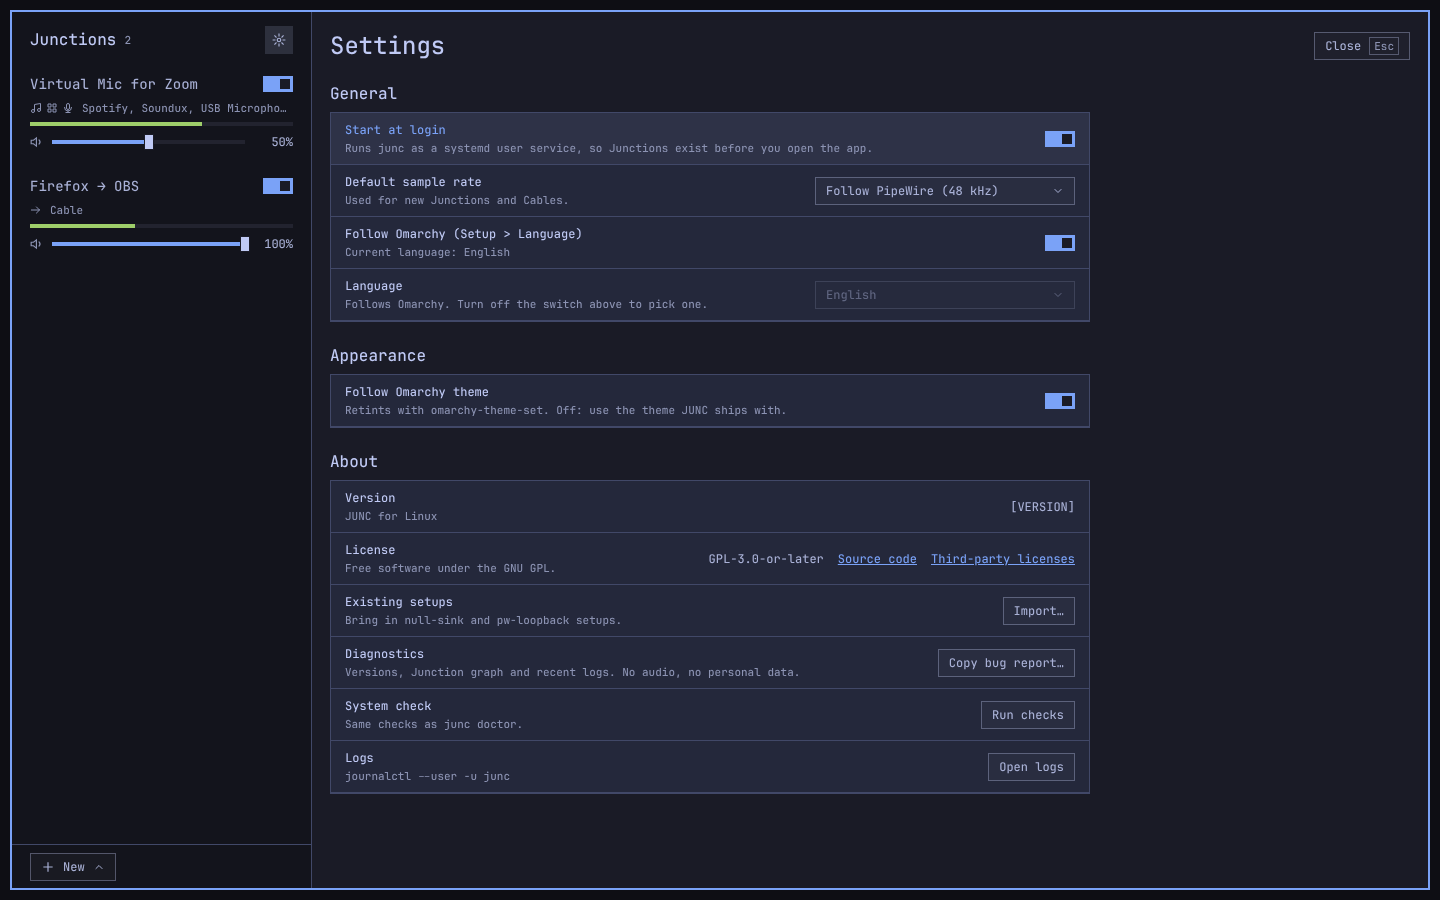 Junctions 2
Virtual Mic for Zoom
Spotify, Soundux, USB Micropho…
50%
Firefox → OBS
→ Cable
100%
+ New
Settings
Close Esc
General
Start at login
Runs junc as a systemd user service, so Junctions exist before you open the app.
Default sample rate
Used for new Junctions and Cables.
Follow PipeWire (48 kHz)
Follow Omarchy (Setup > Language)
Current language: English
Language
Follows Omarchy. Turn off the switch above to pick one.
English
Appearance
Follow Omarchy theme
Retints with omarchy-theme-set. Off: use the theme JUNC ships with.
About
Version
JUNC for Linux
[VERSION]
License
Free software under the GNU GPL.
GPL-3.0-or-later Source code Third-party licenses
Existing setups
Bring in null-sink and pw-loopback setups.
Import…
Diagnostics
Versions, Junction graph and recent logs. No audio, no personal data.
Copy bug report…
System check
Same checks as junc doctor.
Run checks
Logs
journalctl --user -u junc
Open logs